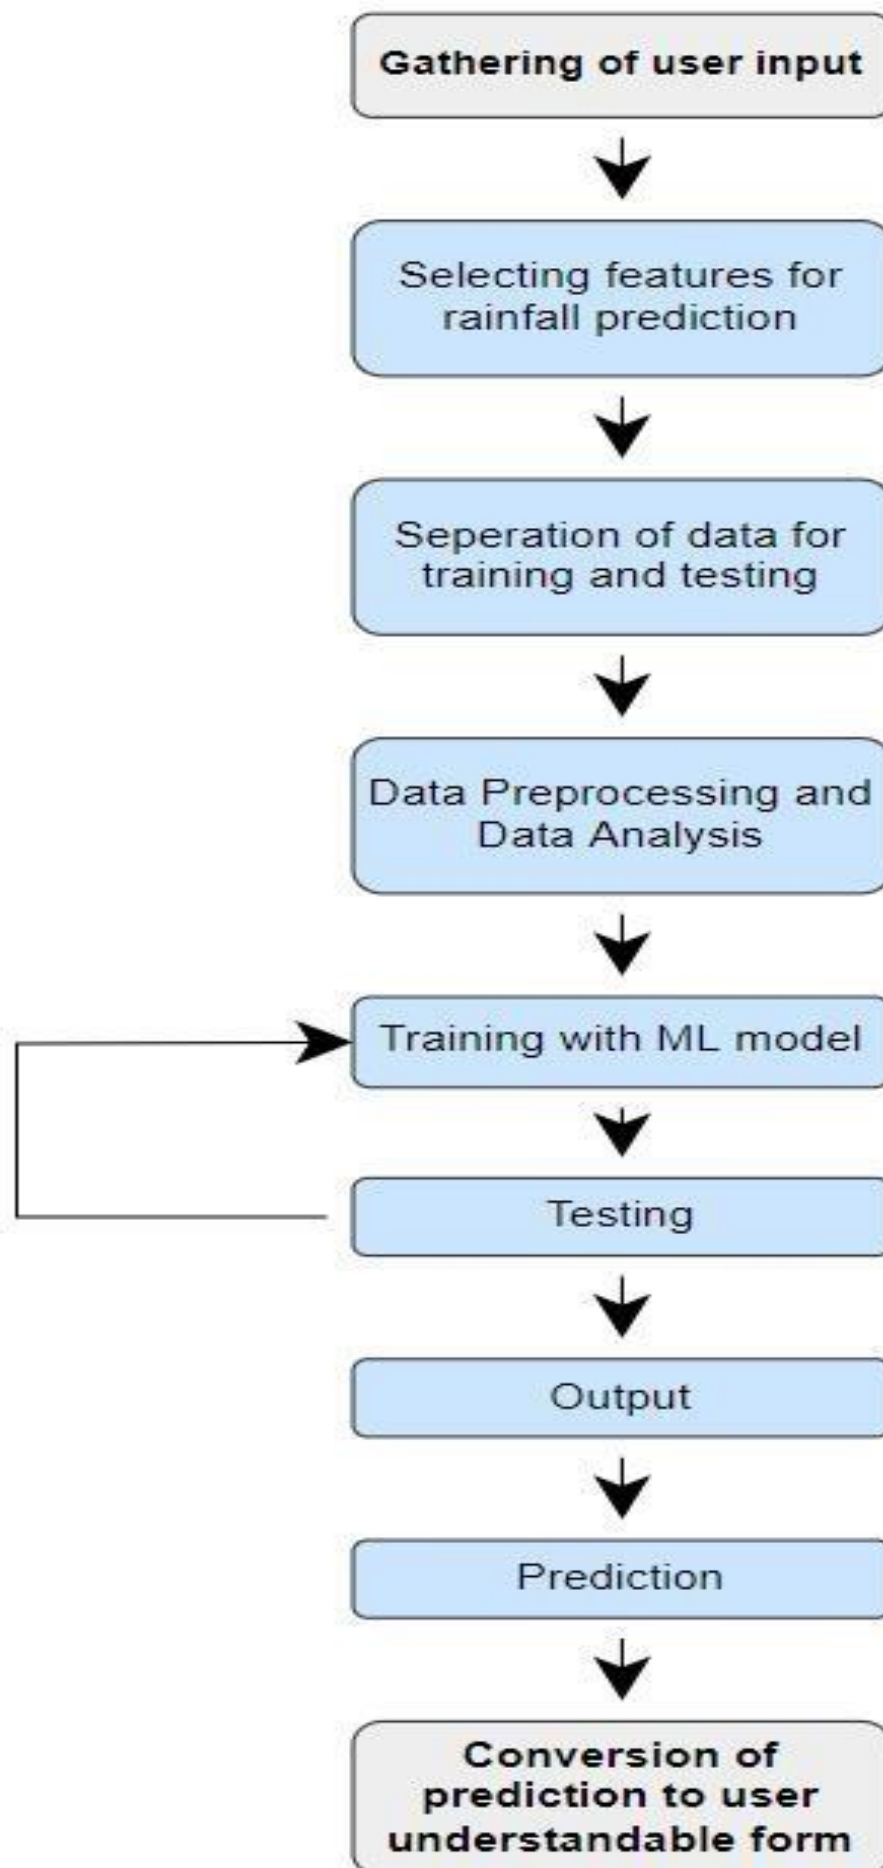 Gathering of user input
Selecting features for
rainfall prediction
Seperation of data for
training and testing
Data Preprocessing and
Data Analysis
Training with ML model
Testing
Output
Prediction
Conversion of
prediction to user
understandable form